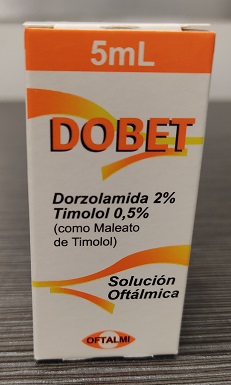 5mL
DOBET
Dorzolamida 2%
Timolol 0,5%
(como Maleato
de Timolol)
Solución
Oftálmica
OFTALMI